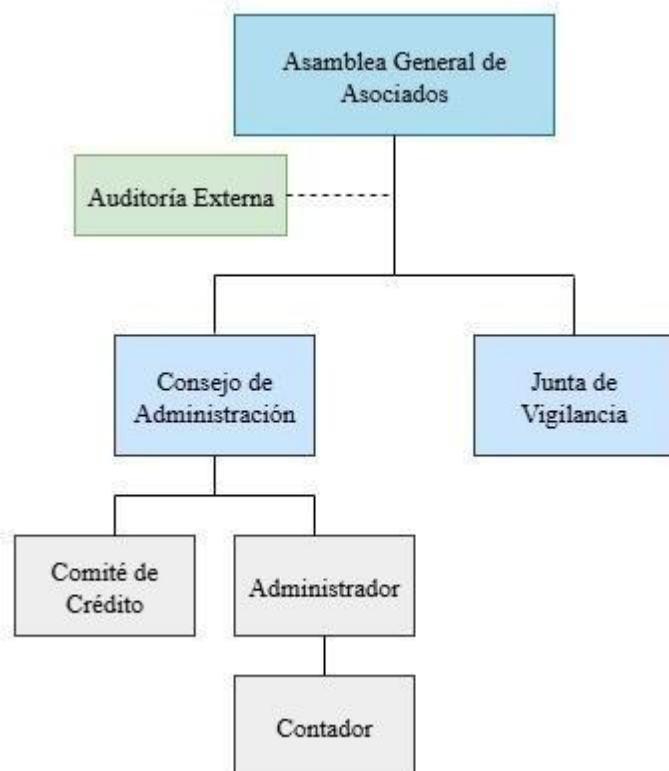 Asamblea General de
Asociados
Auditoría Externa
Consejo de
Administración
Junta de
Vigilancia
Comité de
Crédito
Administrador
Contador